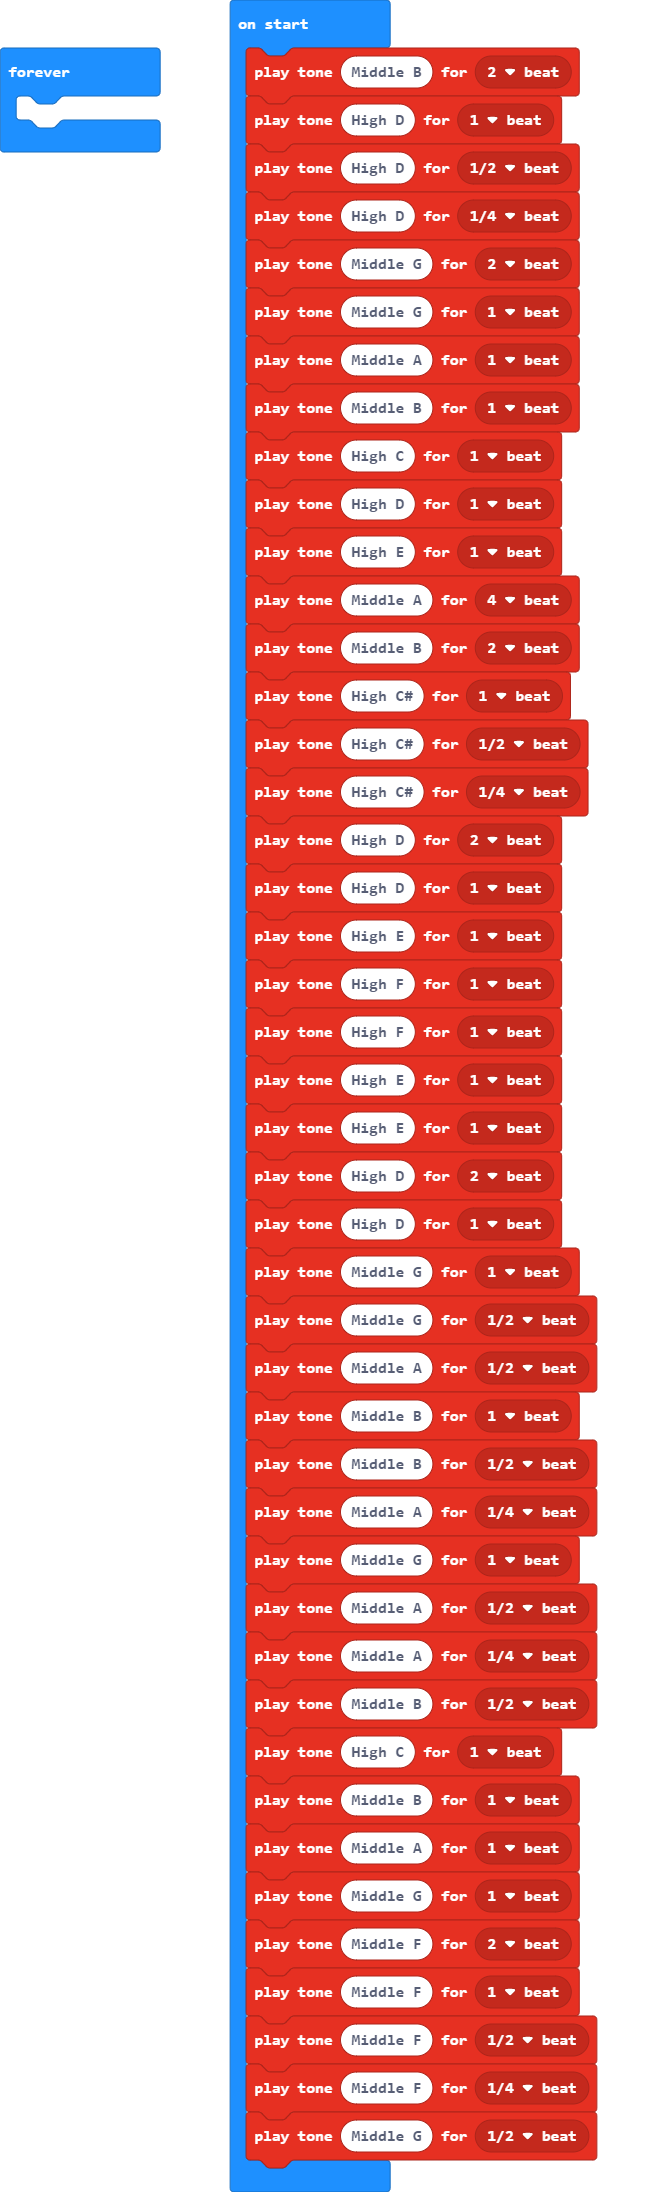 on start
forever
play tone Middle B for 2 beat
play tone High D for 1 beat
play tone High D for 1/2 beat
play tone High D for 1/4 beat
play tone Middle G for 2 beat
play tone Middle G for 1 beat
play tone Middle A for 1 beat
play tone Middle B for 1 beat
play tone High C for 1 beat
play tone High D for 1 beat
play tone High E for 1 beat
play tone Middle A for 4 beat
play tone Middle B for 2 beat
play tone High C# for 1 beat
play tone High C# for 1/2 beat
play tone High C# for 1/4 beat
play tone High D for 2 beat
play tone High D for 1 beat
play tone High E for 1 beat
play tone High F for 1 beat
play tone High F for 1 beat
play tone High E for 1 beat
play tone High E for 1 beat
play tone High D for 2 beat
play tone High D for 1 beat
play tone Middle G for 1 beat
play tone Middle G for 1/2 beat
play tone Middle A for 1/2 beat
play tone Middle B for 1 beat
play tone Middle B for 1/2 beat
play tone Middle A for 1/4 beat
play tone Middle G for 1 beat
play tone Middle A for 1/2 beat
play tone Middle A for 1/4 beat
play tone Middle B for 1/2 beat
play tone High C for 1 beat
play tone Middle B for 1 beat
play tone Middle A for 1 beat
play tone Middle G for 1 beat
play tone Middle F for 2 beat
play tone Middle F for 1 beat
play tone Middle F for 1/2 beat
play tone Middle F for 1/4 beat
play tone Middle G for 1/2 beat